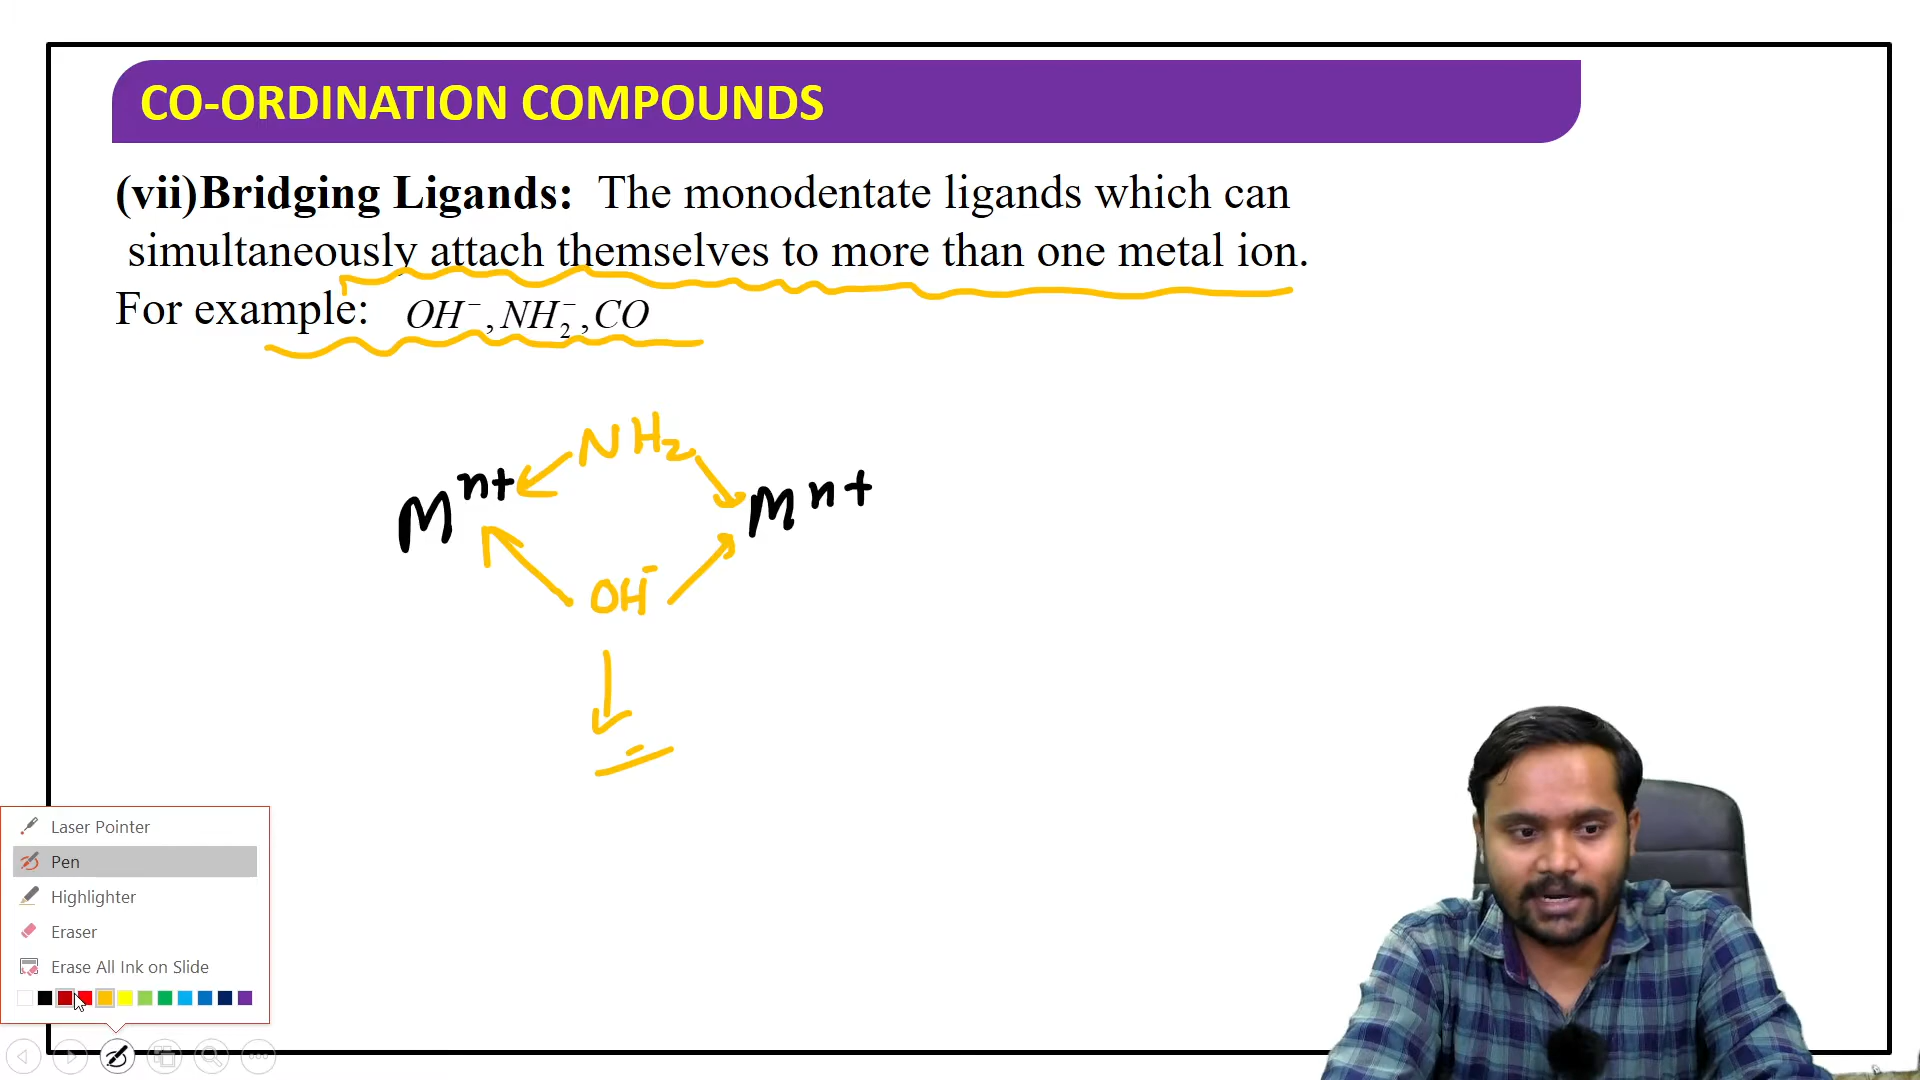 CO-ORDINATION COMPOUNDS
(vii)Bridging Ligands: The monodentate ligands which can
simultaneously attach themselves to more than one metal ion.
For example: OH⁻, NH₂⁻, CO
NH₂
Mⁿ⁺ Mⁿ⁺
OH⁻
Laser Pointer
Pen
Highlighter
Eraser
Erase All Ink on Slide